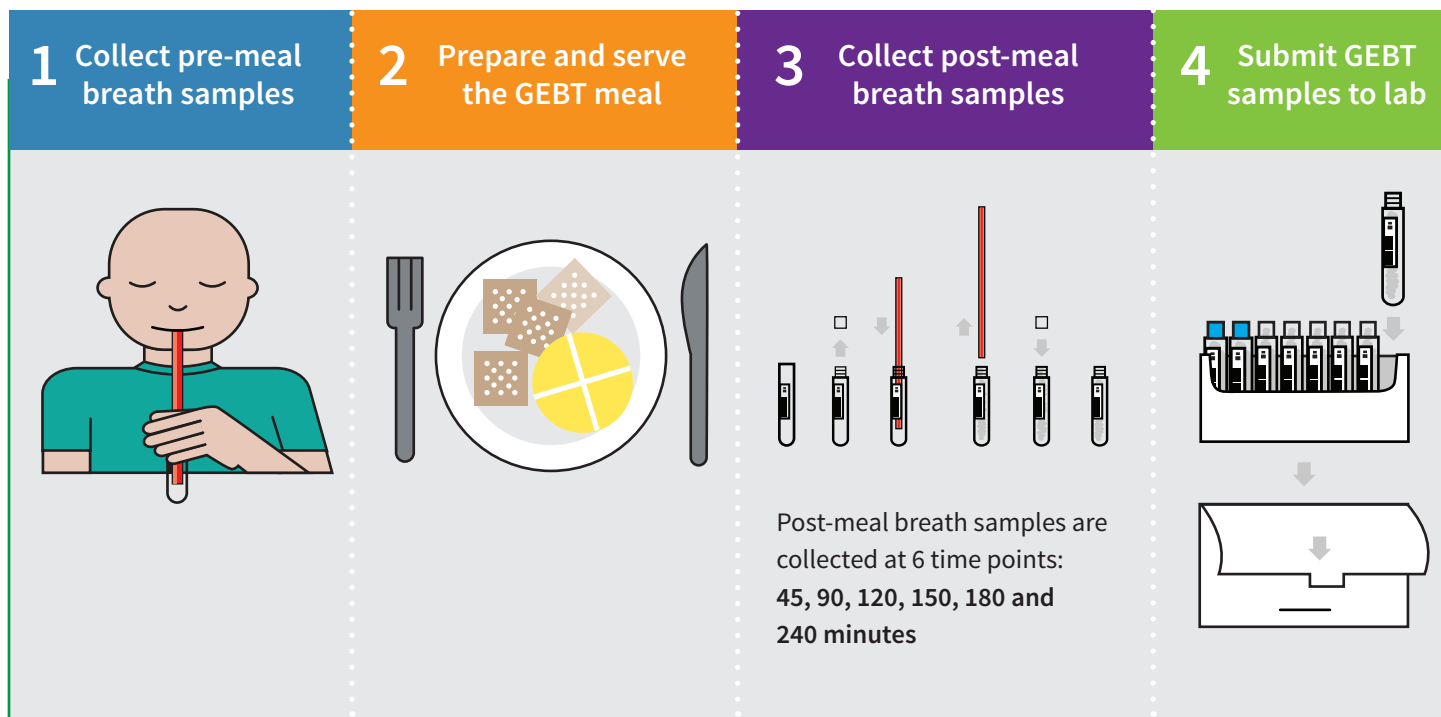 1 Collect pre-meal
breath samples
2 Prepare and serve
the GEBT meal
3 Collect post-meal
breath samples
Post-meal breath samples are
collected at 6 time points:
45, 90, 120, 150, 180 and
240 minutes
4 Submit GEBT
samples to lab